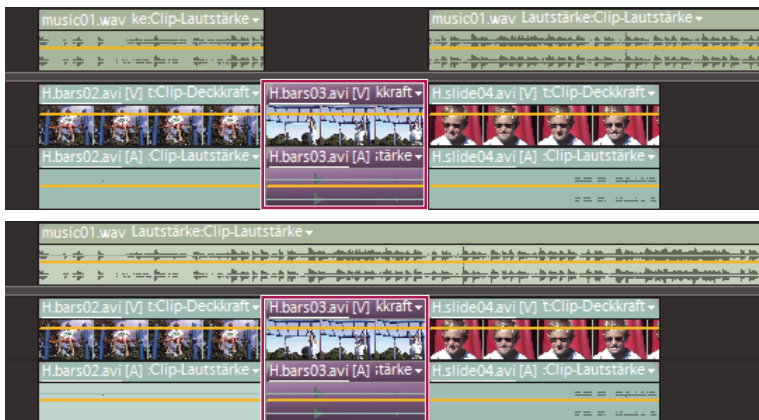 music01.wav ke:Clip-Lautstärke
music01.wav Lautstärke:Clip-Lautstärke
H.bars02.avi [V] t:Clip-Deckkraft
H.bars03.avi [V] kkraft
H.slide04.avi [V] t:Clip-Deckkraft
H.bars02.avi [A] :Clip-Lautstärke
H.bars03.avi [A] :tärke
H.slide04.avi [A] :Clip-Lautstärke
music01.wav Lautstärke:Clip-Lautstärke
H.bars02.avi [V] t:Clip-Deckkraft
H.bars03.avi [V] kkraft
H.slide04.avi [V] t:Clip-Deckkraft
H.bars02.avi [A] :Clip-Lautstärke
H.bars03.avi [A] :tärke
H.slide04.avi [A] :Clip-Lautstärke